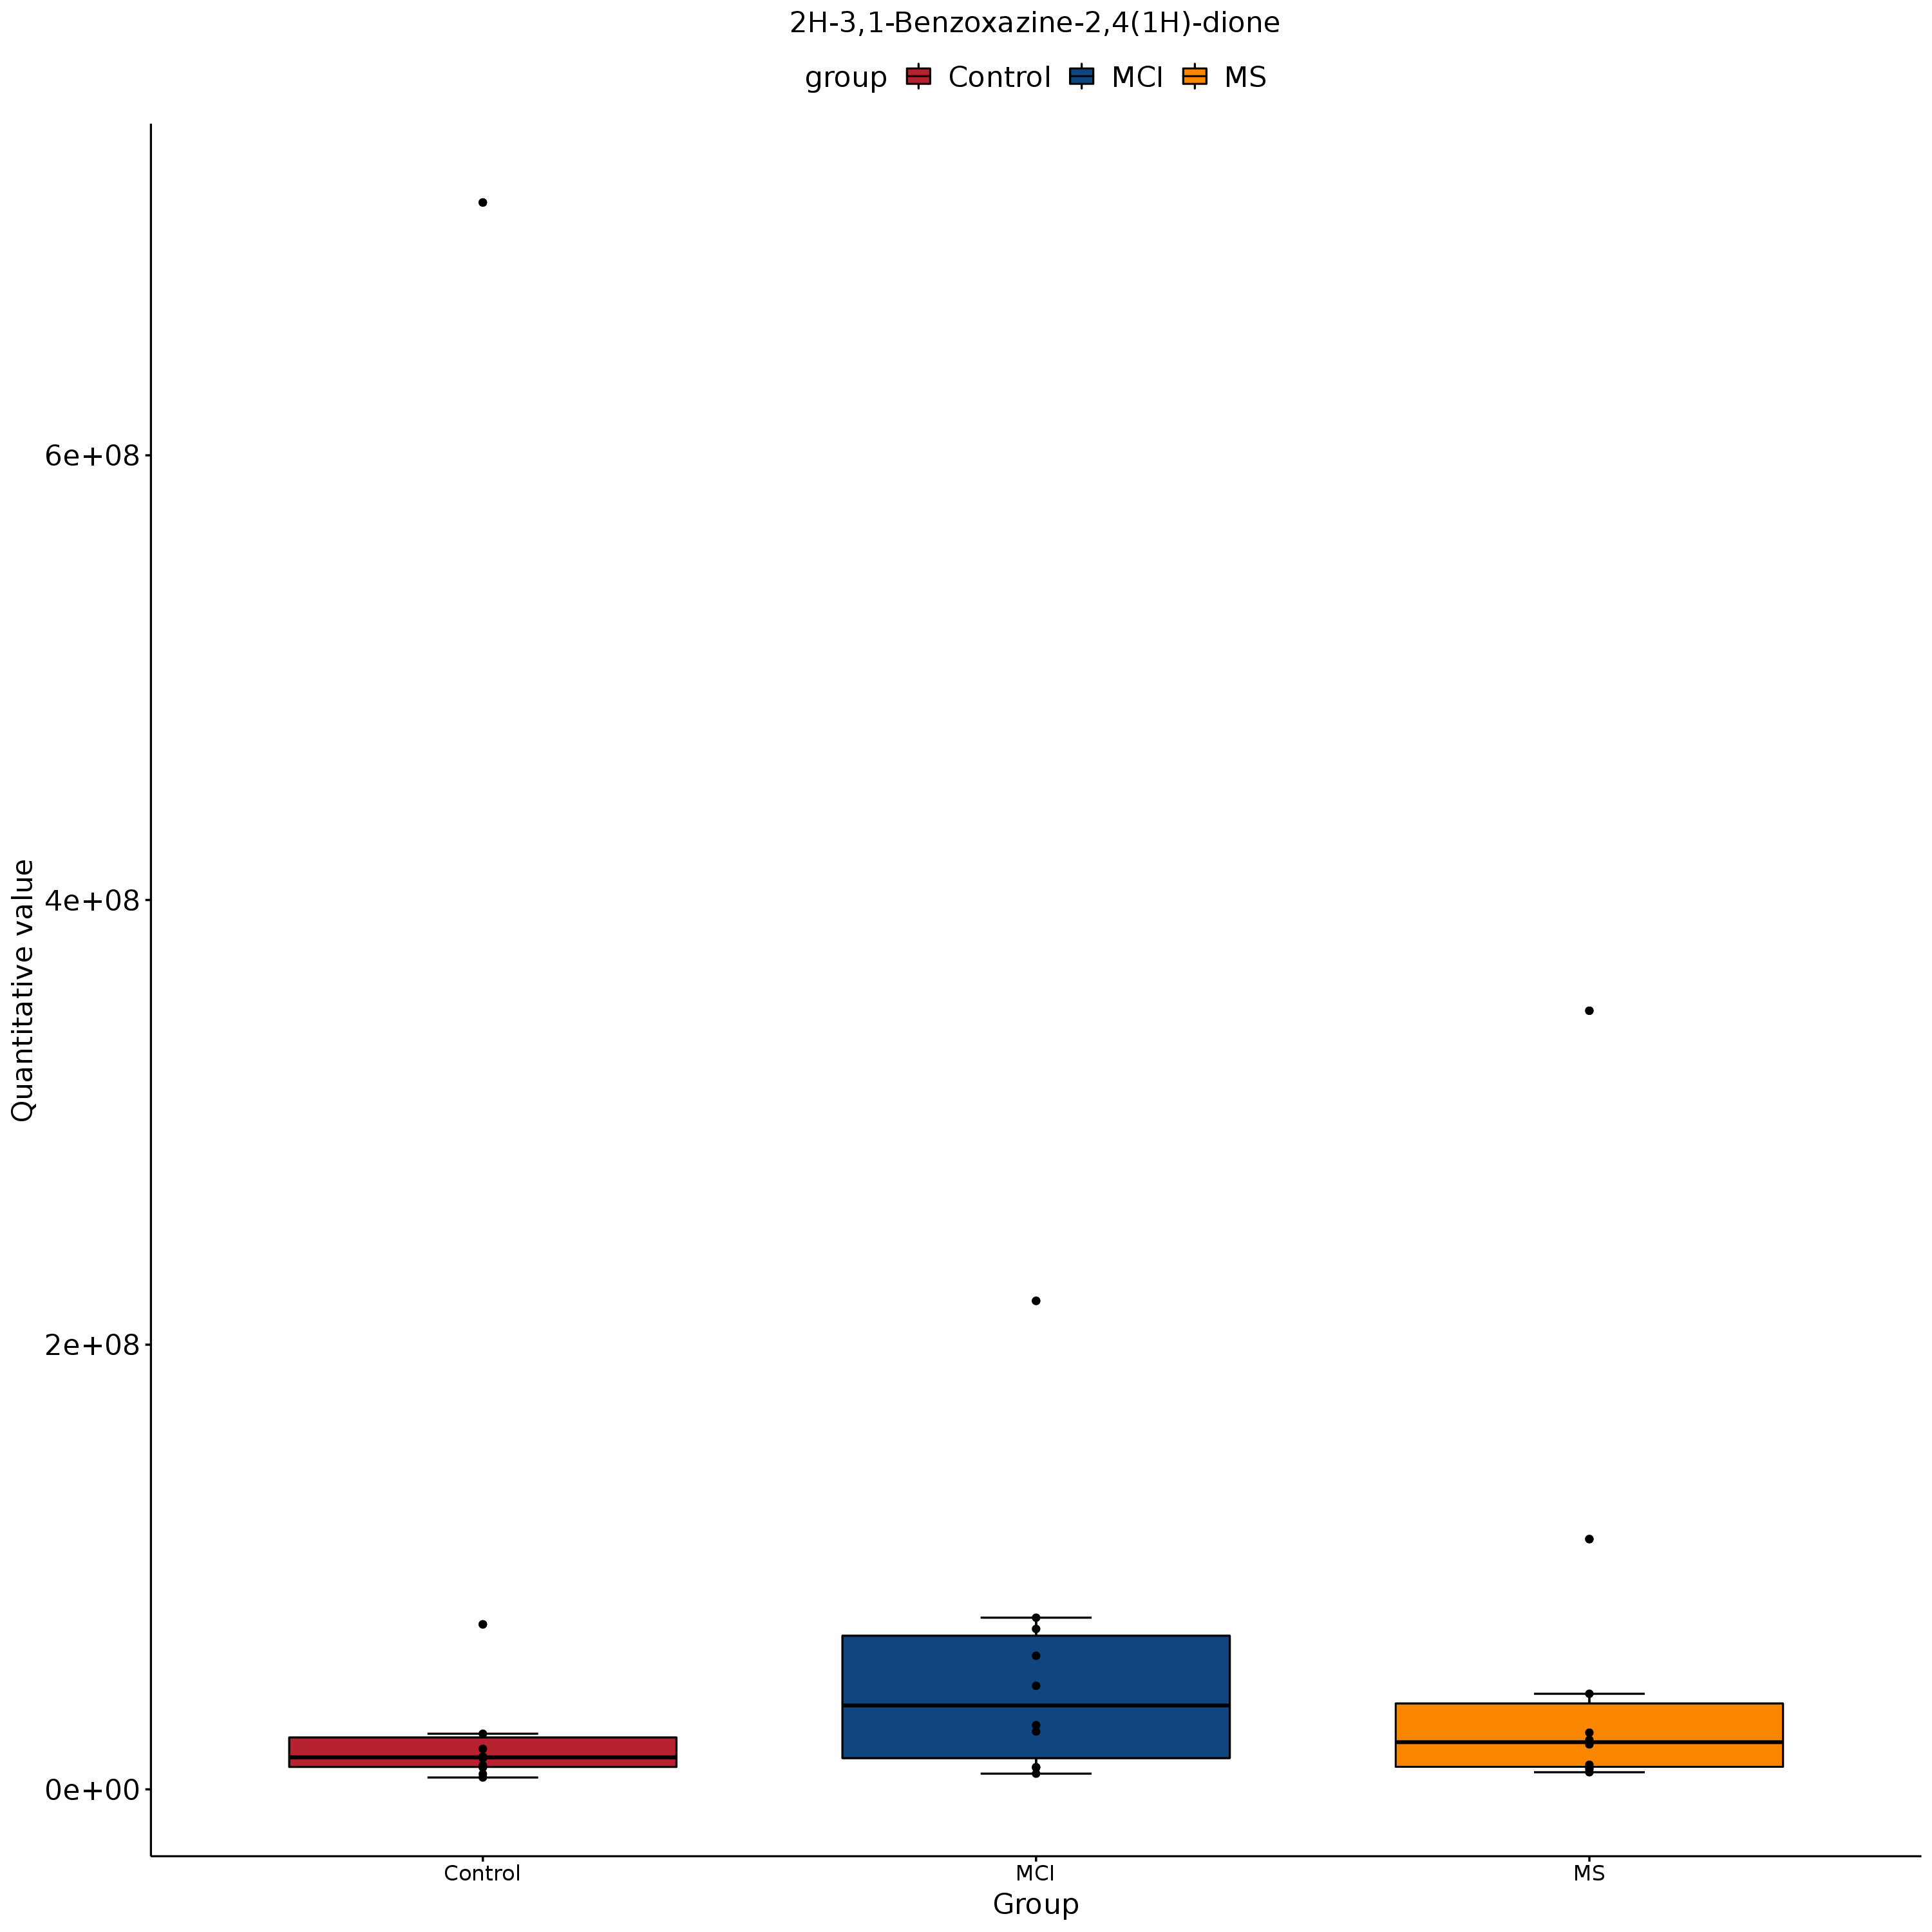 2H-3,1-Benzoxazine-2,4(1H)-dione
group Control MCI MS
Quantitative value
6e+08
4e+08
2e+08
0e+00
Control MCI MS
Group